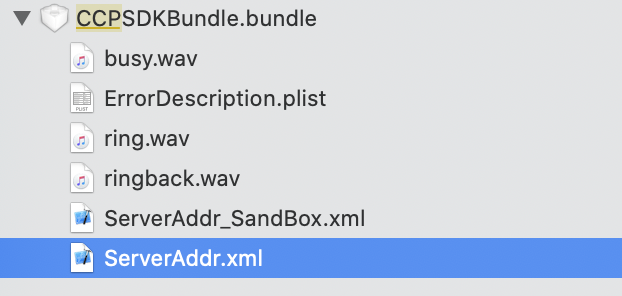 CCPSDKBundle.bundle
busy.wav
ErrorDescription.plist
ring.wav
ringback.wav
ServerAddr_SandBox.xml
ServerAddr.xml